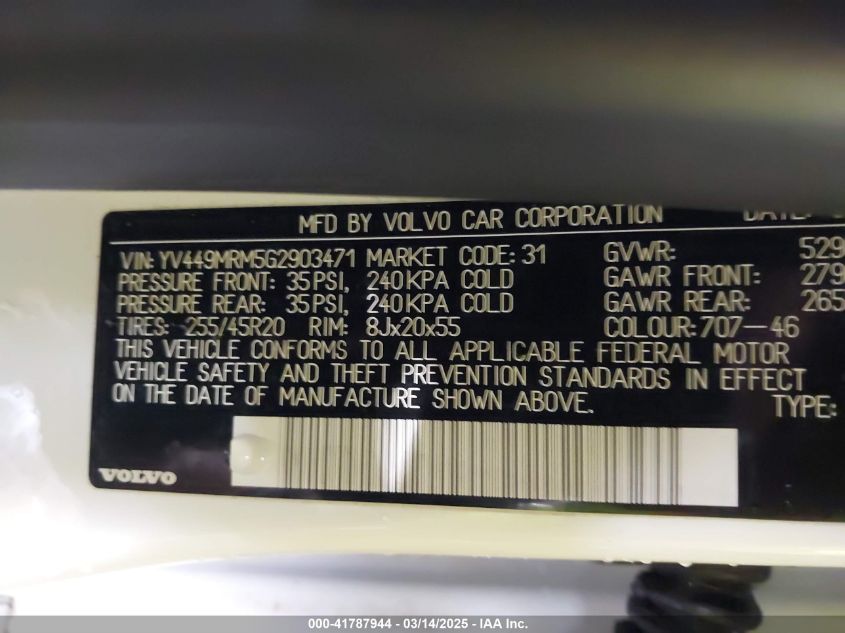 MFD BY VOLVO CAR CORPORATION
VIN: YV449MRM5G2903471 MARKET CODE: 31 GVWR: 529
PRESSURE FRONT: 35PSI, 240KPA COLD GAWR FRONT: 279
PRESSURE REAR: 35PSI, 240KPA COLD GAWR REAR: 265
TIRES: 255/45R20 RIM: 8Jx20x55 COLOUR: 707-46
THIS VEHICLE CONFORMS TO ALL APPLICABLE FEDERAL MOTOR
VEHICLE SAFETY AND THEFT PREVENTION STANDARDS IN EFFECT
ON THE DATE OF MANUFACTURE SHOWN ABOVE. TYPE:
VOLVO
000-41787944 - 03/14/2025 - IAA Inc.